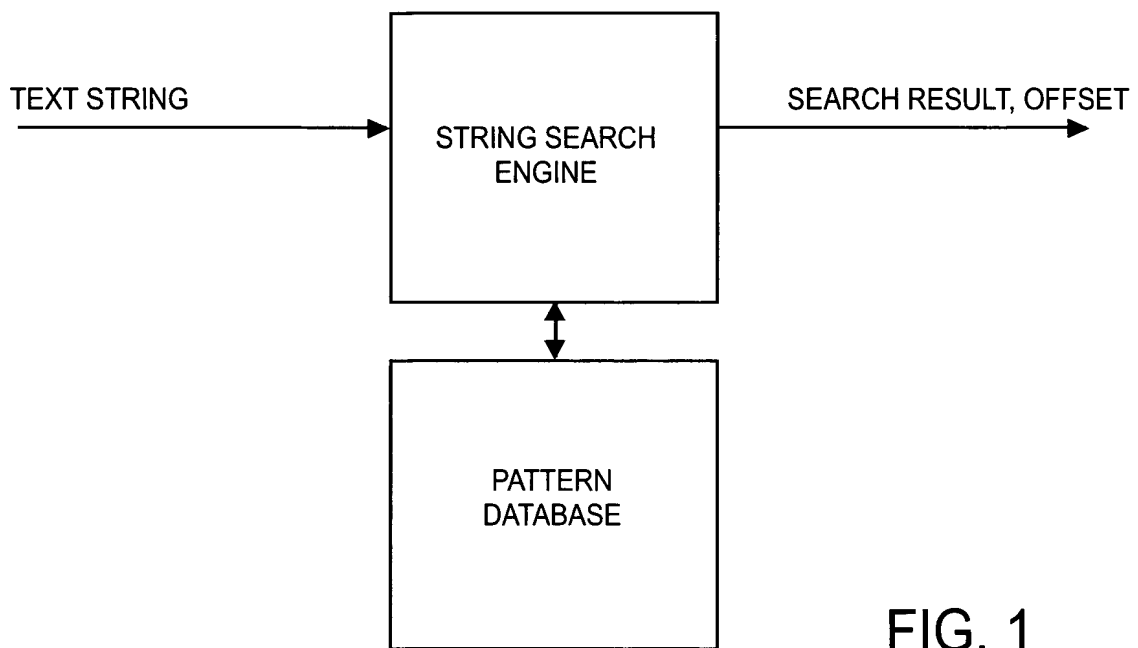 TEXT STRING
SEARCH RESULT, OFFSET
STRING SEARCH
ENGINE
PATTERN
DATABASE
FIG. 1